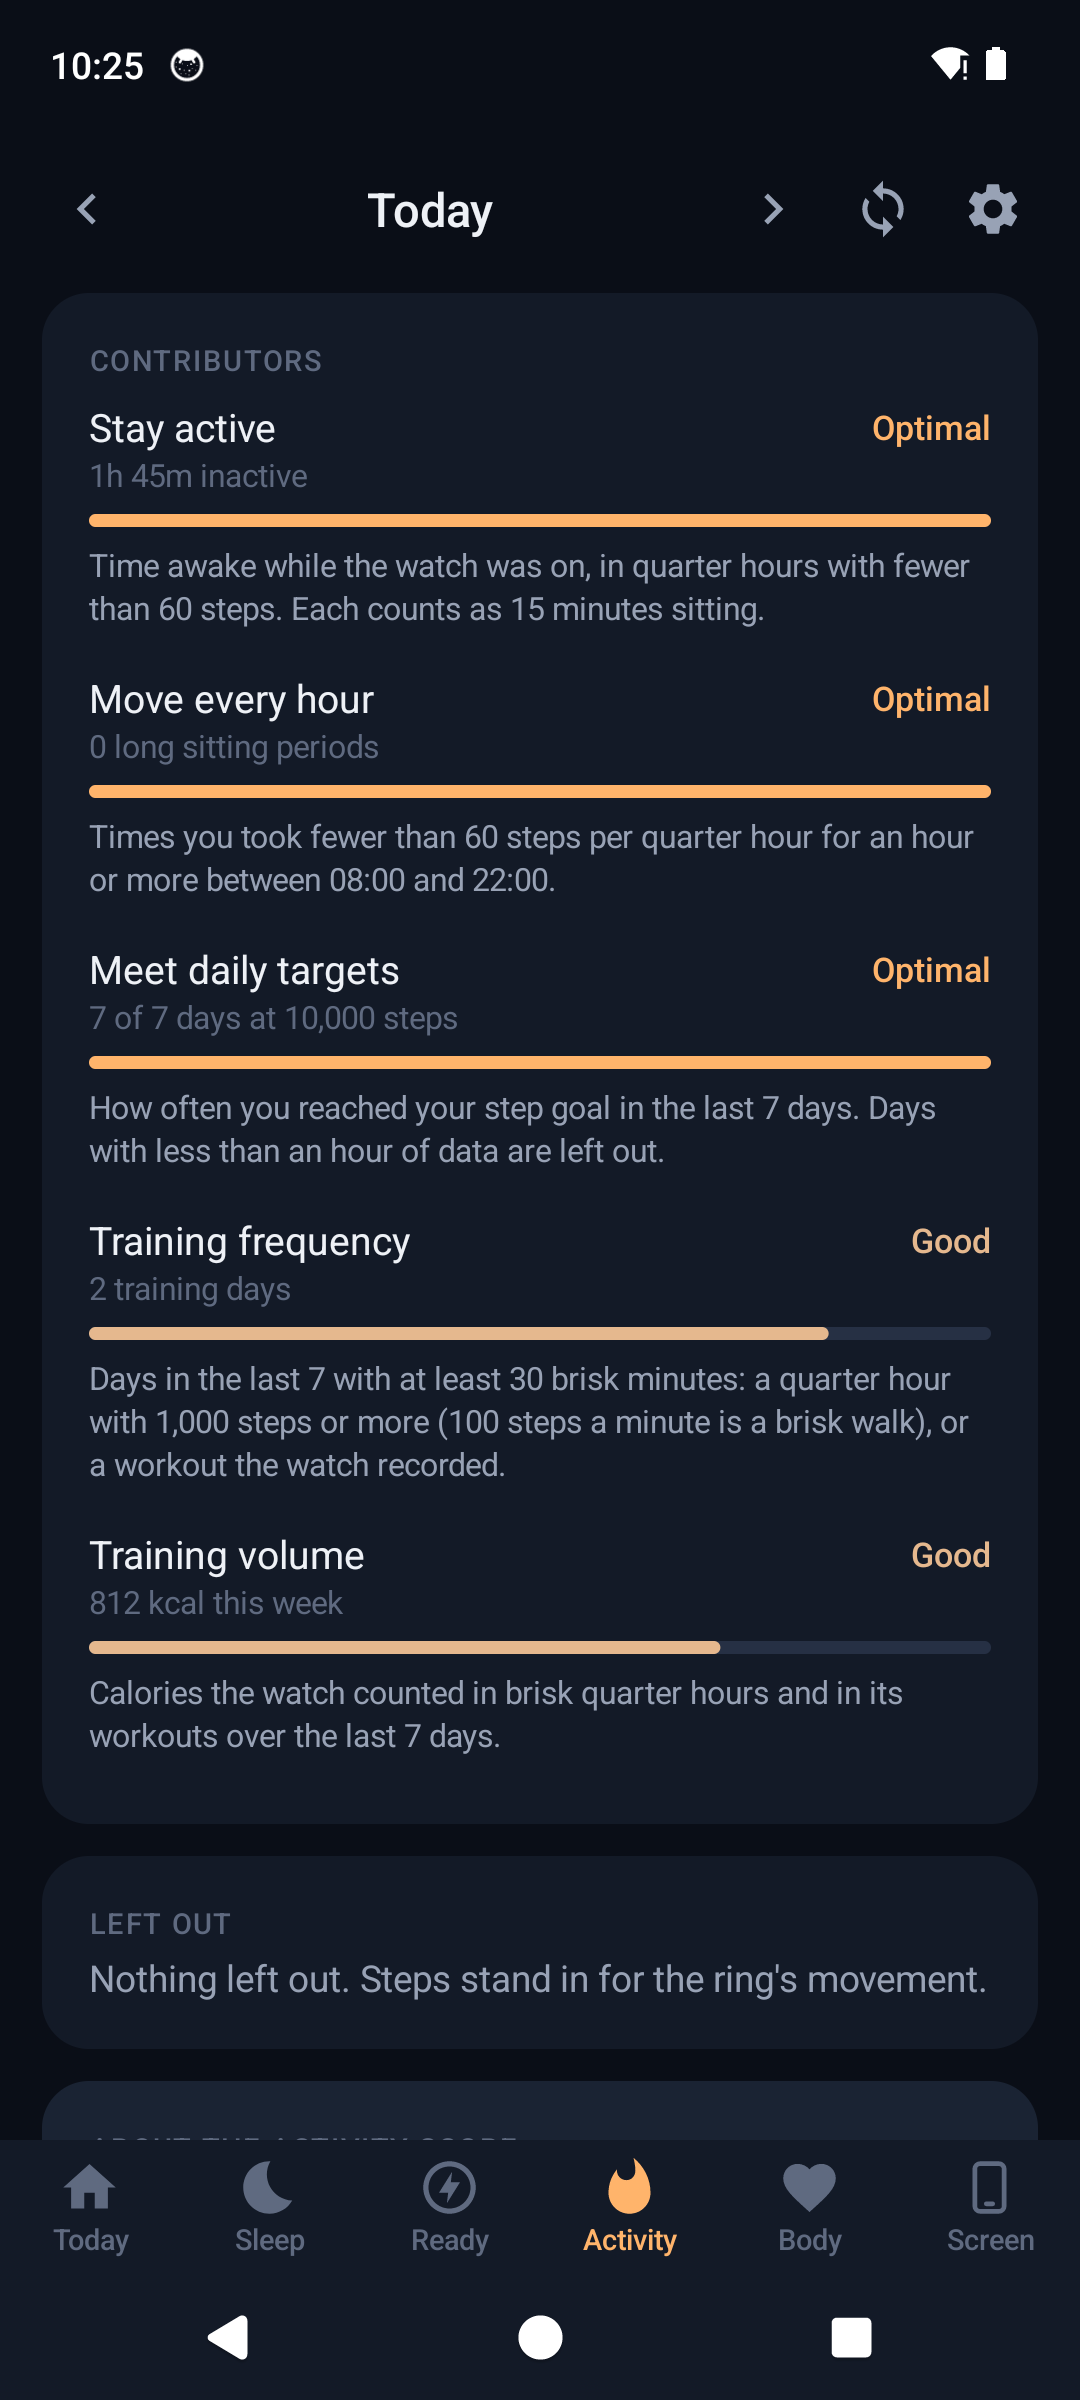 10:25
Today
CONTRIBUTORS
Stay active
Optimal
1h 45m inactive
Time awake while the watch was on, in quarter hours with fewer
than 60 steps. Each counts as 15 minutes sitting.
Move every hour
Optimal
0 long sitting periods
Times you took fewer than 60 steps per quarter hour for an hour
or more between 08:00 and 22:00.
Meet daily targets
Optimal
7 of 7 days at 10,000 steps
How often you reached your step goal in the last 7 days. Days
with less than an hour of data are left out.
Training frequency
Good
2 training days
Days in the last 7 with at least 30 brisk minutes: a quarter hour
with 1,000 steps or more (100 steps a minute is a brisk walk), or
a workout the watch recorded.
Training volume
Good
812 kcal this week
Calories the watch counted in brisk quarter hours and in its
workouts over the last 7 days.
LEFT OUT
Nothing left out. Steps stand in for the ring's movement.
Today
Sleep
Ready
Activity
Body
Screen